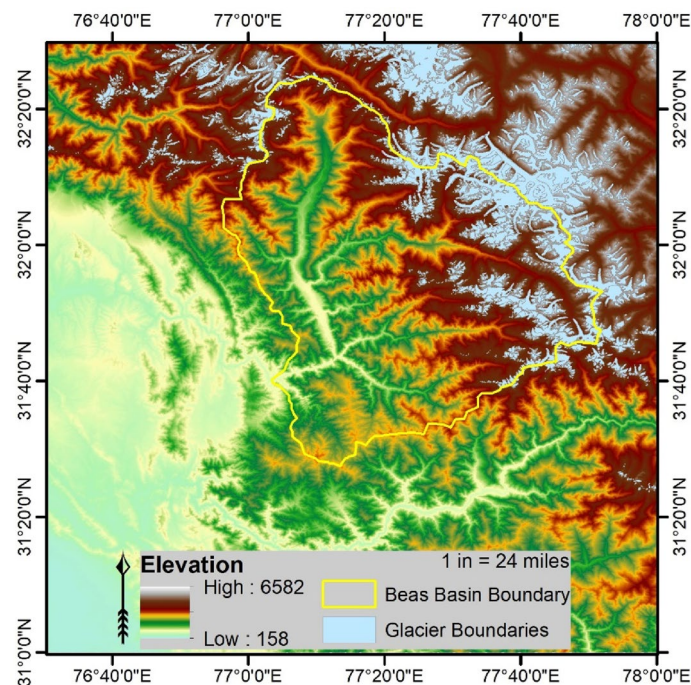 76°40'0"E 77°0'0"E 77°20'0"E 77°40'0"E 78°0'0"E
32°20'0"N 32°20'0"N
32°0'0"N 32°0'0"N
31°40'0"N 31°40'0"N
31°20'0"N 31°20'0"N
31°0'0"N 31°0'0"N
Elevation 1 in = 24 miles
High : 6582 Beas Basin Boundary
Low : 158 Glacier Boundaries
76°40'0"E 77°0'0"E 77°20'0"E 77°40'0"E 78°0'0"E